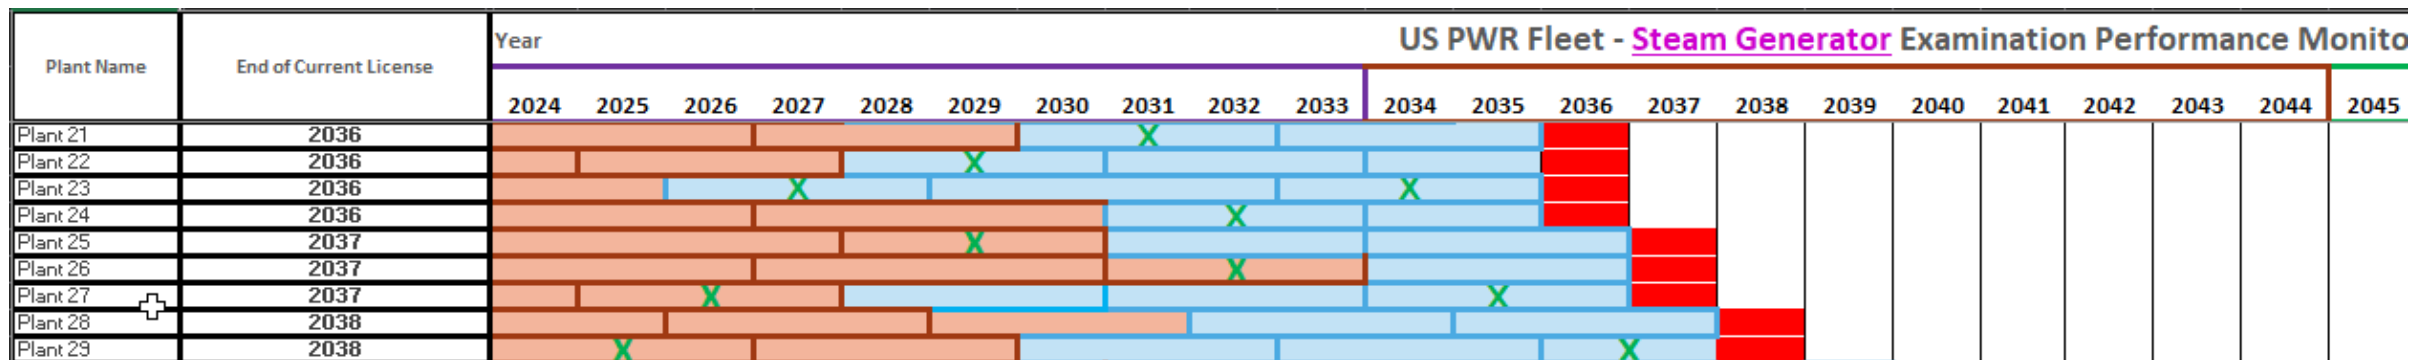 Year US PWR Fleet - Steam Generator Examination Performance Monito
Plant Name End of Current License
2024 2025 2026 2027 2028 2029 2030 2031 2032 2033 2034 2035 2036 2037 2038 2039 2040 2041 2042 2043 2044 2045
Plant 21 2036 X
Plant 22 2036 X
Plant 23 2036 X X
Plant 24 2036 X
Plant 25 2037 X
Plant 26 2037 X
Plant 27 2037 X X
Plant 28 2038
Plant 29 2038 X X